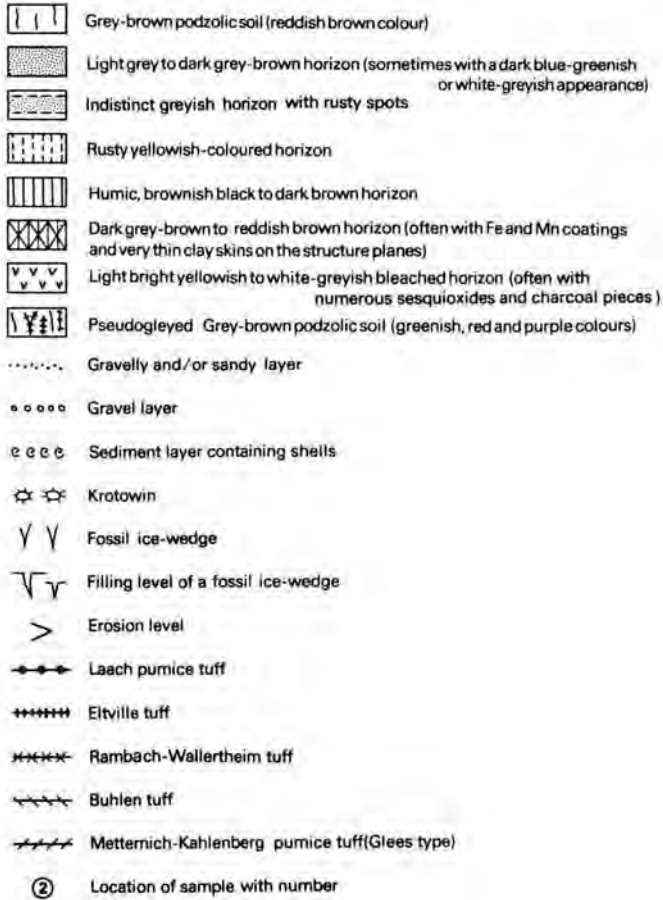 Grey-brown podzolic soil (reddish brown colour)
Light grey to dark grey-brown horizon (sometimes with a dark blue-greenish
or white-greyish appearance)
Indistinct greyish horizon with rusty spots
Rusty yellowish-coloured horizon
Humic, brownish black to dark brown horizon
Dark grey-brown to reddish brown horizon (often with Fe and Mn coatings
and very thin clay skins on the structure planes)
Light bright yellowish to white-greyish bleached horizon (often with
numerous sesquioxides and charcoal pieces)
Pseudogleyed Grey-brown podzolic soil (greenish, red and purple colours)
Gravelly and/or sandy layer
Gravel layer
Sediment layer containing shells
Krotowin
Fossil ice-wedge
Filling level of a fossil ice-wedge
Erosion level
Laach pumice tuff
Eltville tuff
Rambach-Wallertheim tuff
Buhlen tuff
Metternich-Kahlenberg pumice tuff(Glees type)
2 Location of sample with number